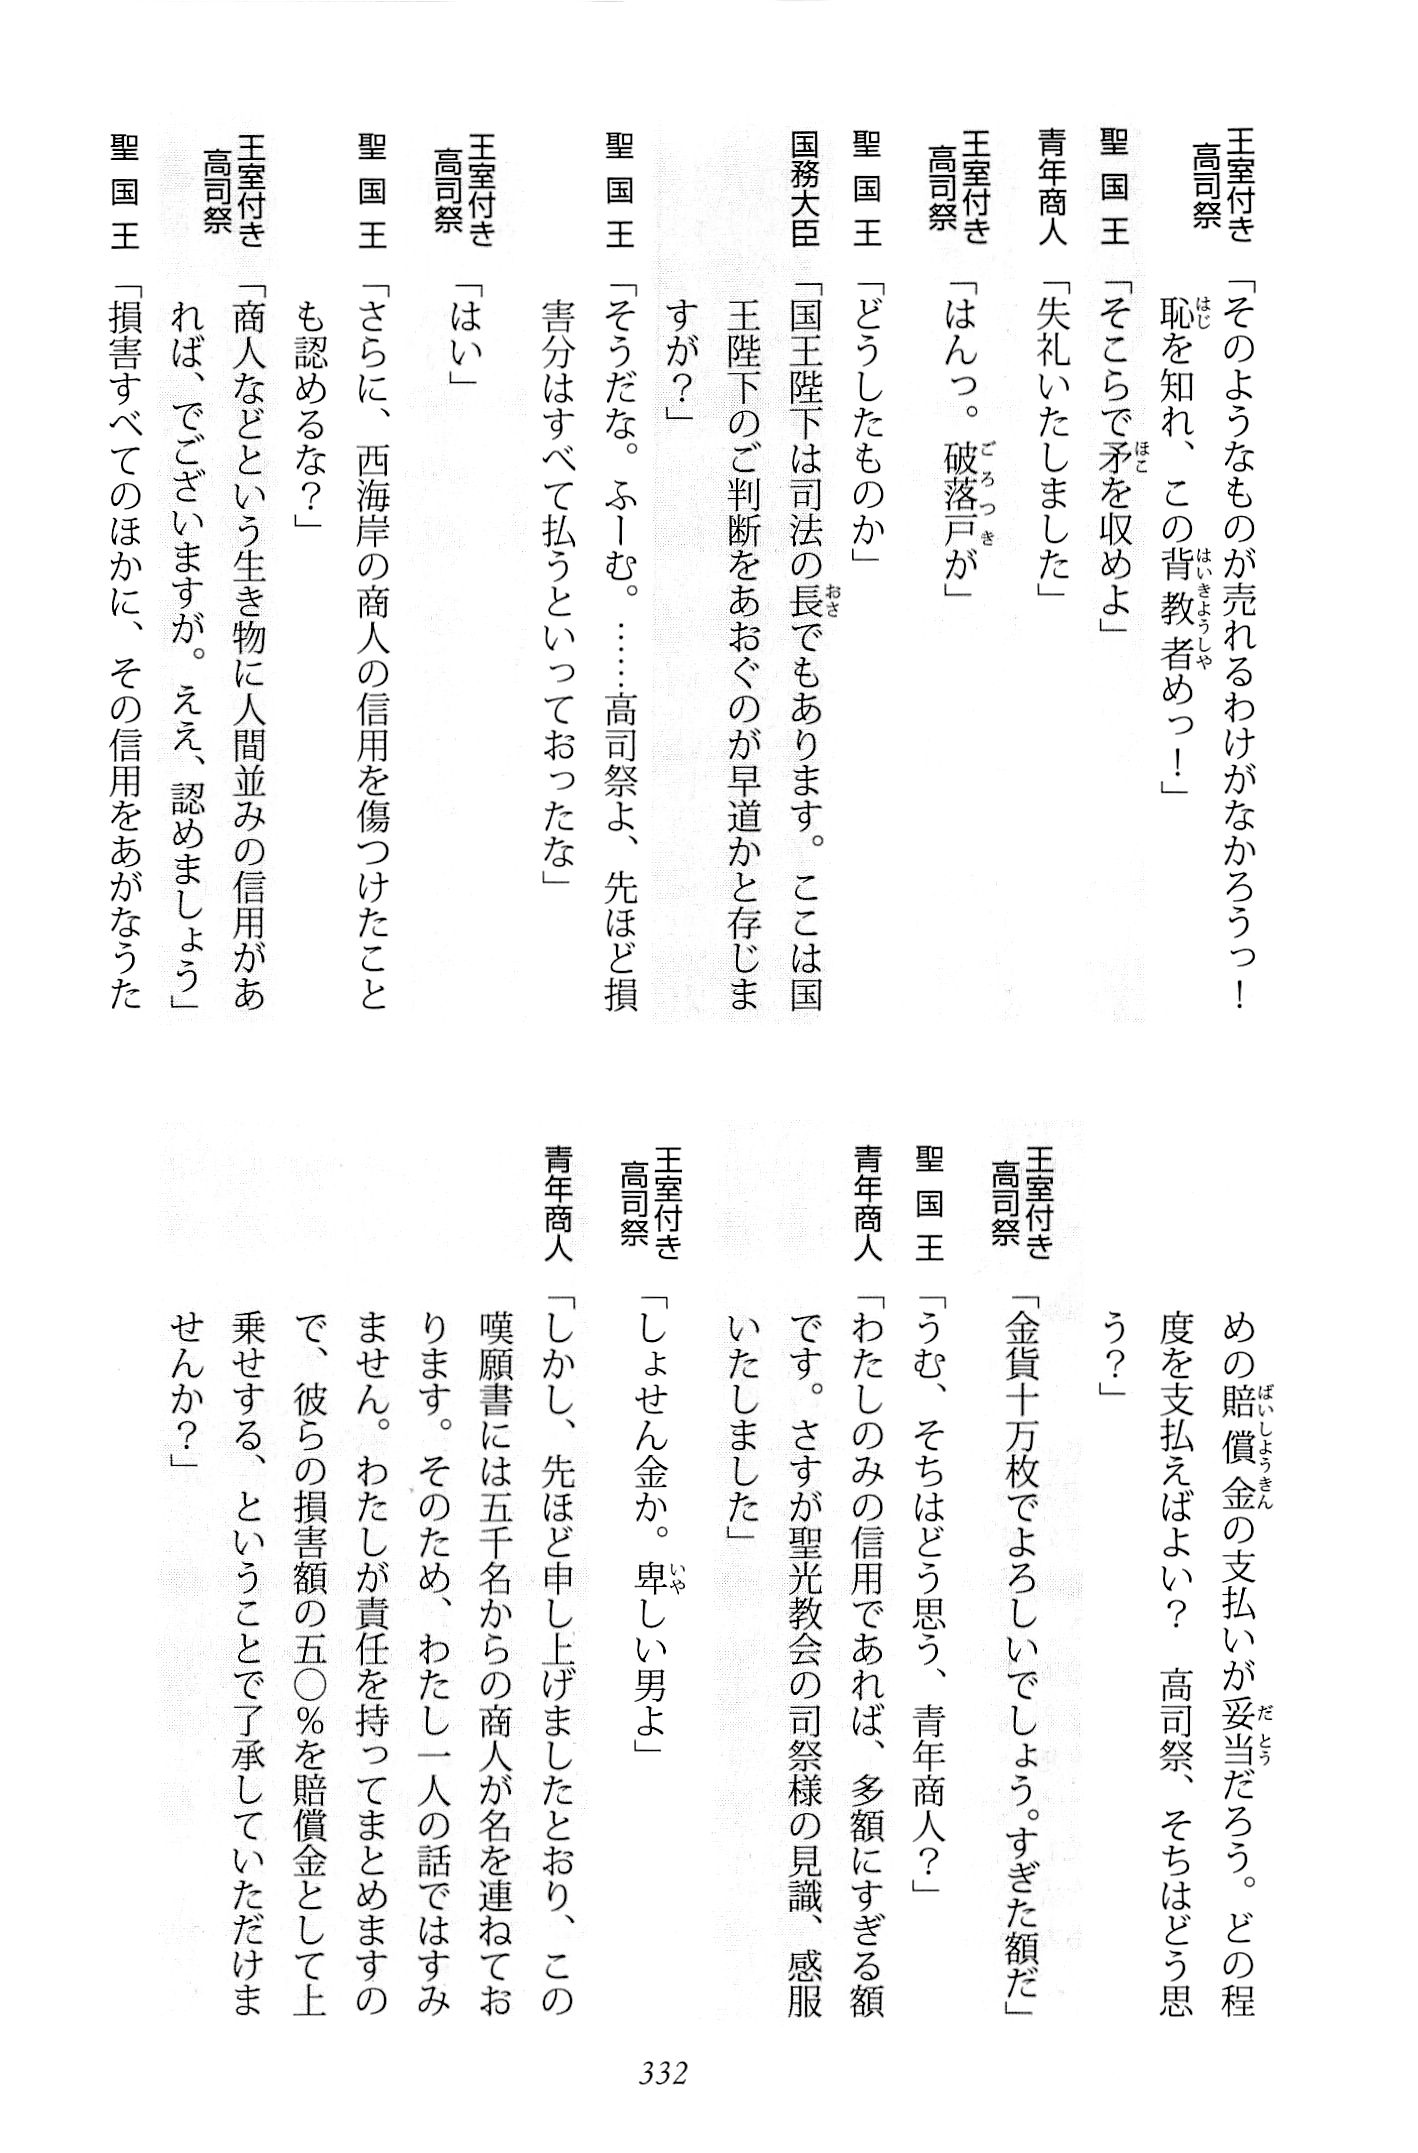 王室付き高司祭「そのようなものが売れるわけがなかろうっ！
恥を知れ、この背教者めっ！」
聖国王「そこらで矛を収めよ」
青年商人「失礼いたしました」
王室付き高司祭「はんっ。破落戸が」
聖国王「どうしたものか」
国務大臣「国王陛下は司法の長でもあります。ここは国
王陛下のご判断をあおぐのが早道かと存じま
すが？」
聖国王「そうだな。ふーむ。……高司祭よ、先ほど損
害分はすべて払うといっておったな」
王室付き高司祭「はい」
聖国王「さらに、西海岸の商人の信用を傷つけたこと
も認めるな？」
王室付き高司祭「商人などという生き物に人間並みの信用があ
れば、でございますが。ええ、認めましょう」
聖国王「損害すべてのほかに、その信用をあがなうた
めの賠償金の支払いが妥当だろう。どの程
度を支払えばよい？　高司祭、そちはどう思
う？」
王室付き高司祭「金貨十万枚でよろしいでしょう。すぎた額だ」
聖国王「うむ、そちはどう思う、青年商人？」
青年商人「わたしのみの信用であれば、多額にすぎる額
です。さすが聖光教会の司祭様の見識、感服
いたしました」
王室付き高司祭「しょせん金か。卑しい男よ」
青年商人「しかし、先ほど申し上げましたとおり、この
嘆願書には五千名からの商人が名を連ねてお
ります。そのため、わたし一人の話ではすみ
ません。わたしが責任を持ってまとめますの
で、彼らの損害額の五〇％を賠償金として上
乗せする、ということで了承していただけま
せんか？」
332